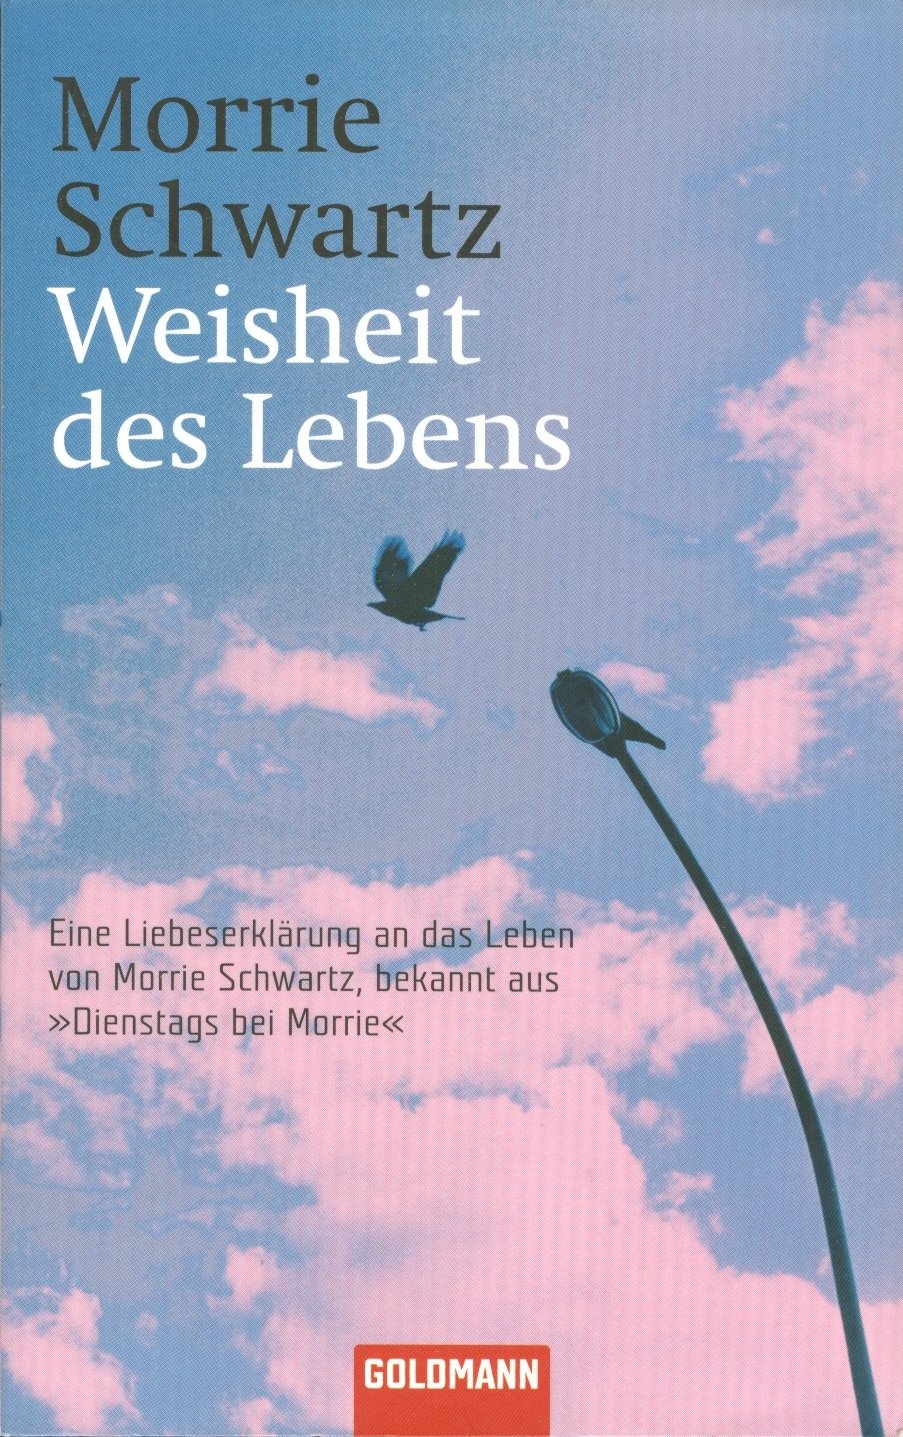 Morrie
Schwartz
Weisheit
des Lebens
Eine Liebeserklärung an das Leben
von Morrie Schwartz, bekannt aus
»Dienstags bei Morrie«
GOLDMANN